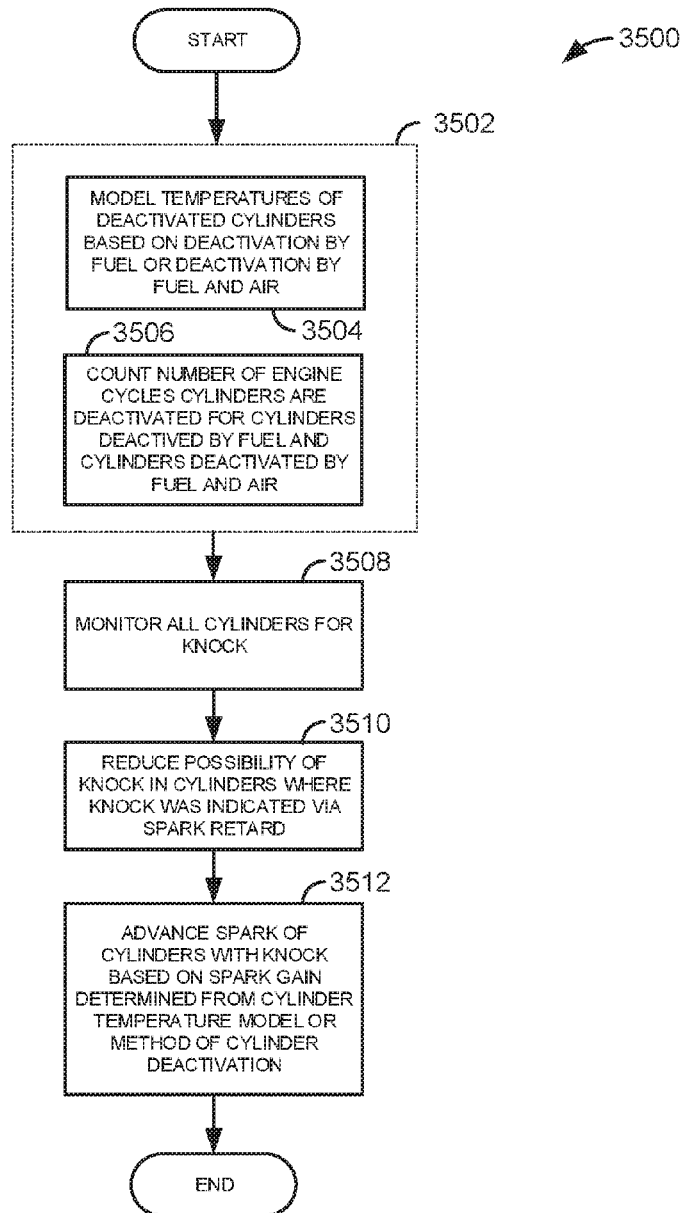 START
3500
3502
MODEL TEMPERATURES OF
DEACTIVATED CYLINDERS
BASED ON DEACTIVATION BY
FUEL OR DEACTIVATION BY
FUEL AND AIR
3504
3506
COUNT NUMBER OF ENGINE
CYCLES CYLINDERS ARE
DEACTIVATED FOR CYLINDERS
DEACTIVED BY FUEL AND
CYLINDERS DEACTIVATED BY
FUEL AND AIR
3508
MONITOR ALL CYLINDERS FOR
KNOCK
3510
REDUCE POSSIBILITY OF
KNOCK IN CYLINDERS WHERE
KNOCK WAS INDICATED VIA
SPARK RETARD
3512
ADVANCE SPARK OF
CYLINDERS WITH KNOCK
BASED ON SPARK GAIN
DETERMINED FROM CYLINDER
TEMPERATURE MODEL OR
METHOD OF CYLINDER
DEACTIVATION
END